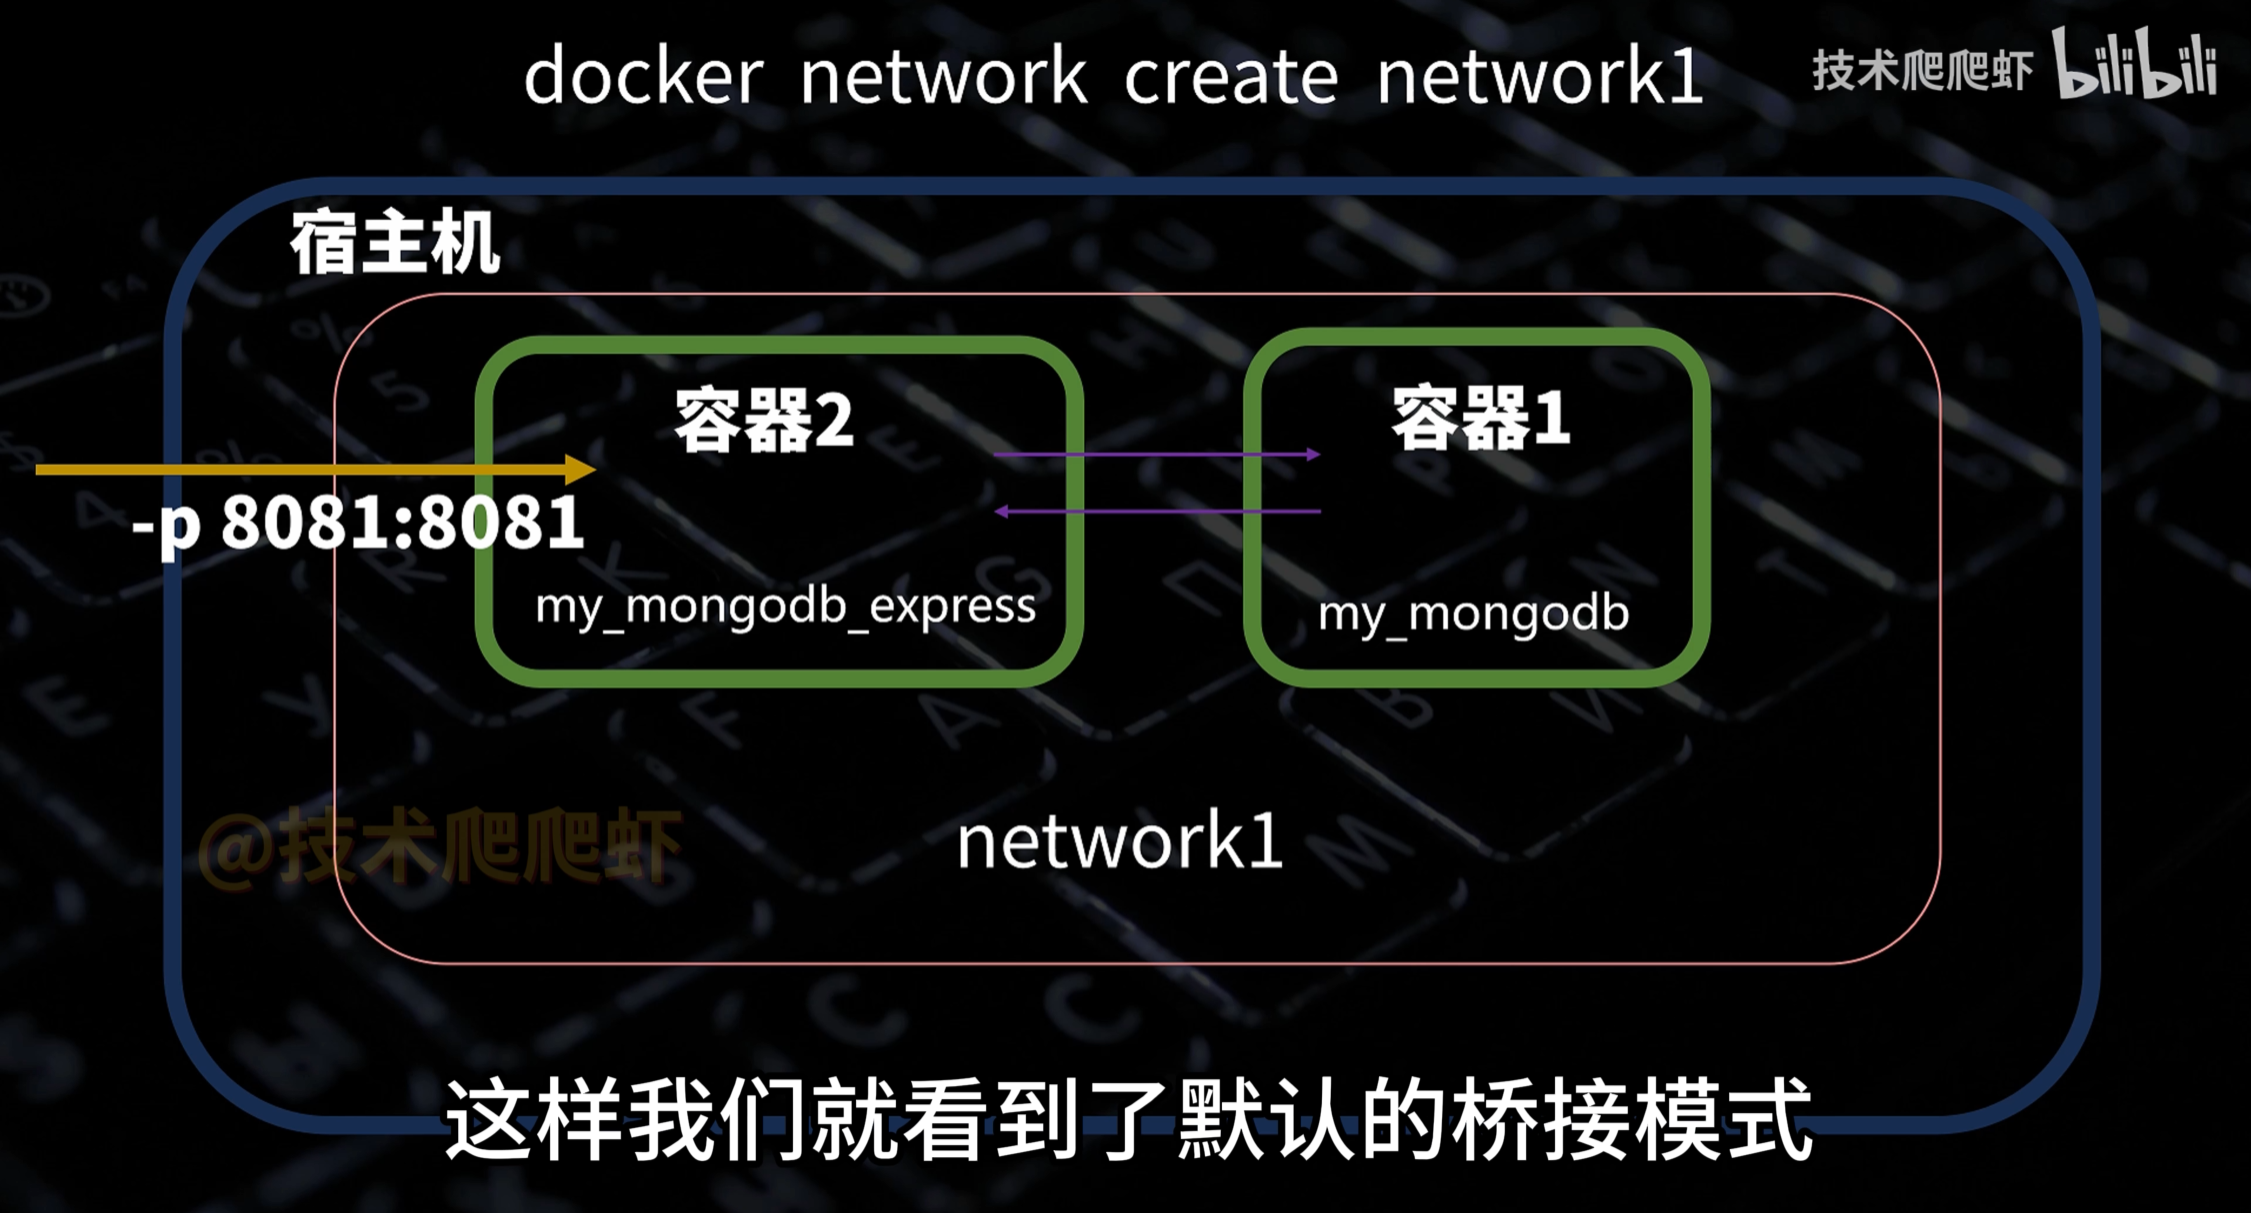 docker network create network1
技术爬爬虾 bilibili
宿主机
容器2
容器1
-p 8081:8081
my_mongodb_express
my_mongodb
@技术爬爬虾
network1
这样我们就看到了默认的桥接模式